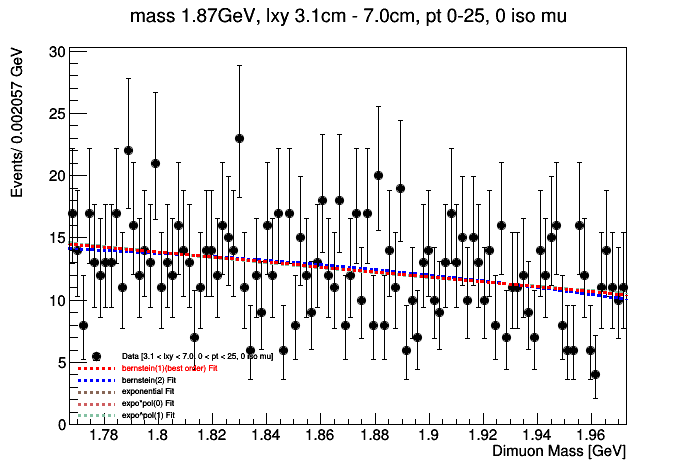 mass 1.87GeV, lxy 3.1cm - 7.0cm, pt 0-25, 0 iso mu
Events/ 0.002057 GeV
30
25
20
15
10
5
0
Data [3.1 < lxy < 7.0, 0 < pt < 25, 0 iso mu]
bernstein(1)(best order) Fit
bernstein(2) Fit
exponential Fit
expo*pol(0) Fit
expo*pol(1) Fit
1.78 1.8 1.82 1.84 1.86 1.88 1.9 1.92 1.94 1.96
Dimuon Mass [GeV]